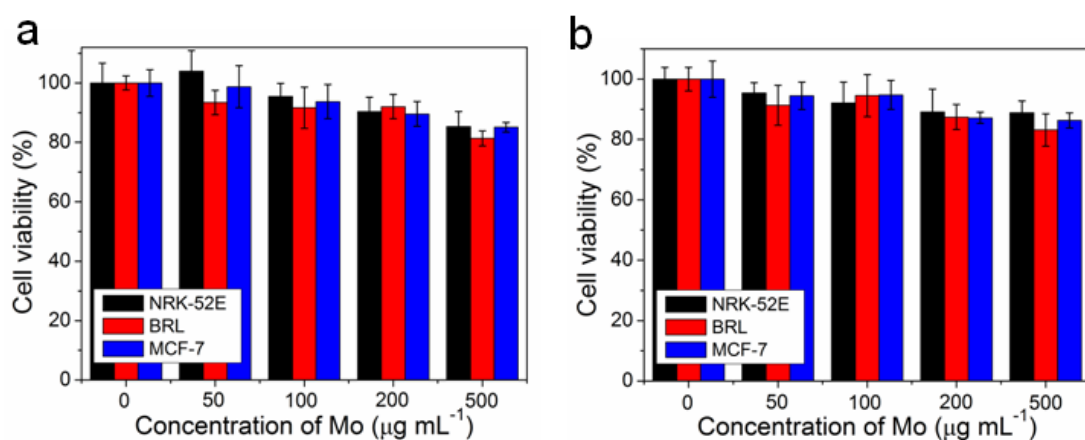 a
Cell viability (%)
100
80
60
40
20
0
NRK-52E
BRL
MCF-7
0 50 100 200 500
Concentration of Mo (μg mL⁻¹)
b
Cell viability (%)
100
80
60
40
20
0
NRK-52E
BRL
MCF-7
0 50 100 200 500
Concentration of Mo (μg mL⁻¹)